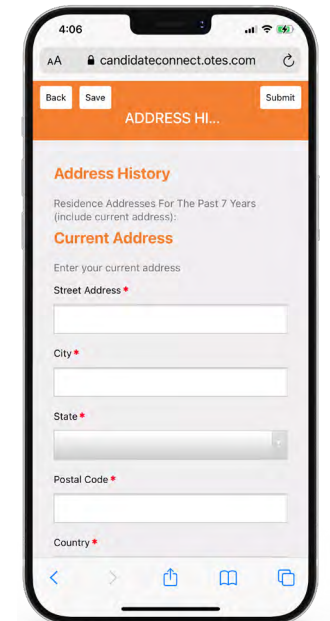 4:06
AA candidateconnect.otes.com
Back Save Submit
ADDRESS HI...
Address History
Residence Addresses For The Past 7 Years
(include current address):
Current Address
Enter your current address
Street Address *
City *
State *
Postal Code *
Country *